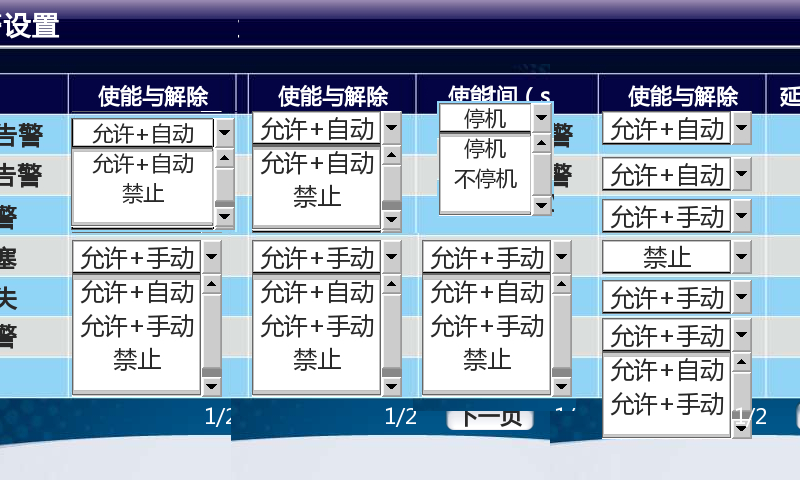 设置
使能与解除 使能与解除 使能间（s 使能与解除 延
告警 允许+自动 允许+自动 停机 警 允许+自动
允许+自动 允许+自动 停机
告警 禁止 禁止 不停机 警 允许+自动
警 允许+手动
塞 允许+手动 允许+手动 允许+手动 禁止
失 允许+自动 允许+自动 允许+自动 允许+手动
警 允许+手动 允许+手动 允许+手动 允许+手动
禁止 禁止 禁止 允许+自动
允许+手动
1/2 1/2 下一页 1/2